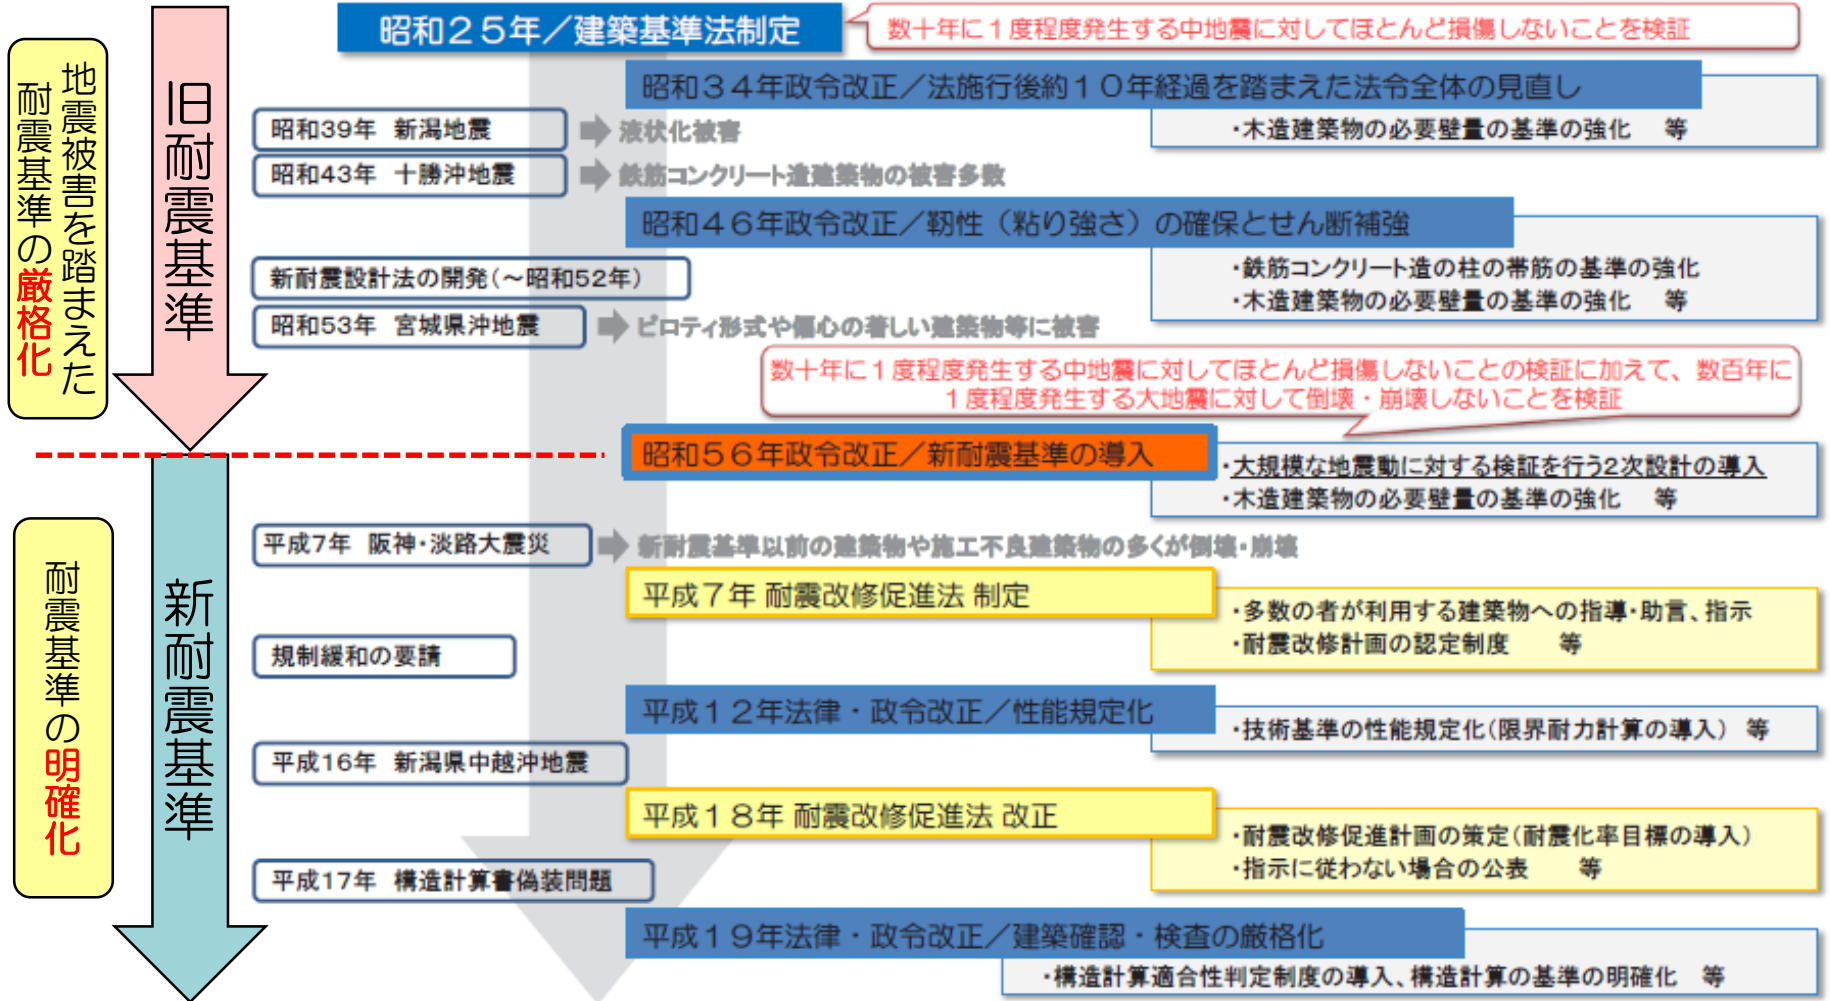 昭和25年／建築基準法制定
数十年に1度程度発生する中地震に対してほとんど損傷しないことを検証
地震被害を踏まえた
耐震基準の厳格化
旧耐震基準
昭和34年政令改正／法施行後約10年経過を踏まえた法令全体の見直し
・木造建築物の必要壁量の基準の強化　等
昭和39年 新潟地震
液状化被害
昭和43年 十勝沖地震
鉄筋コンクリート造建築物の被害多数
昭和46年政令改正／靭性（粘り強さ）の確保とせん断補強
・鉄筋コンクリート造の柱の帯筋の基準の強化
・木造建築物の必要壁量の基準の強化　等
新耐震設計法の開発(～昭和52年)
昭和53年 宮城県沖地震
ピロティ形式や偏心の著しい建築物等に被害
数十年に1度程度発生する中地震に対してほとんど損傷しないことの検証に加えて、数百年に
1度程度発生する大地震に対して倒壊・崩壊しないことを検証
昭和56年政令改正／新耐震基準の導入
・大規模な地震動に対する検証を行う2次設計の導入
・木造建築物の必要壁量の基準の強化　等
耐震基準の明確化
新耐震基準
平成7年 阪神・淡路大震災
新耐震基準以前の建築物や施工不良建築物の多くが倒壊・崩壊
平成7年 耐震改修促進法 制定
・多数の者が利用する建築物への指導・助言、指示
・耐震改修計画の認定制度　等
規制緩和の要請
平成12年法律・政令改正／性能規定化
・技術基準の性能規定化(限界耐力計算の導入)　等
平成16年 新潟県中越沖地震
平成18年 耐震改修促進法 改正
・耐震改修促進計画の策定(耐震化率目標の導入)
・指示に従わない場合の公表　等
平成17年 構造計算書偽装問題
平成19年法律・政令改正／建築確認・検査の厳格化
・構造計算適合性判定制度の導入、構造計算の基準の明確化　等